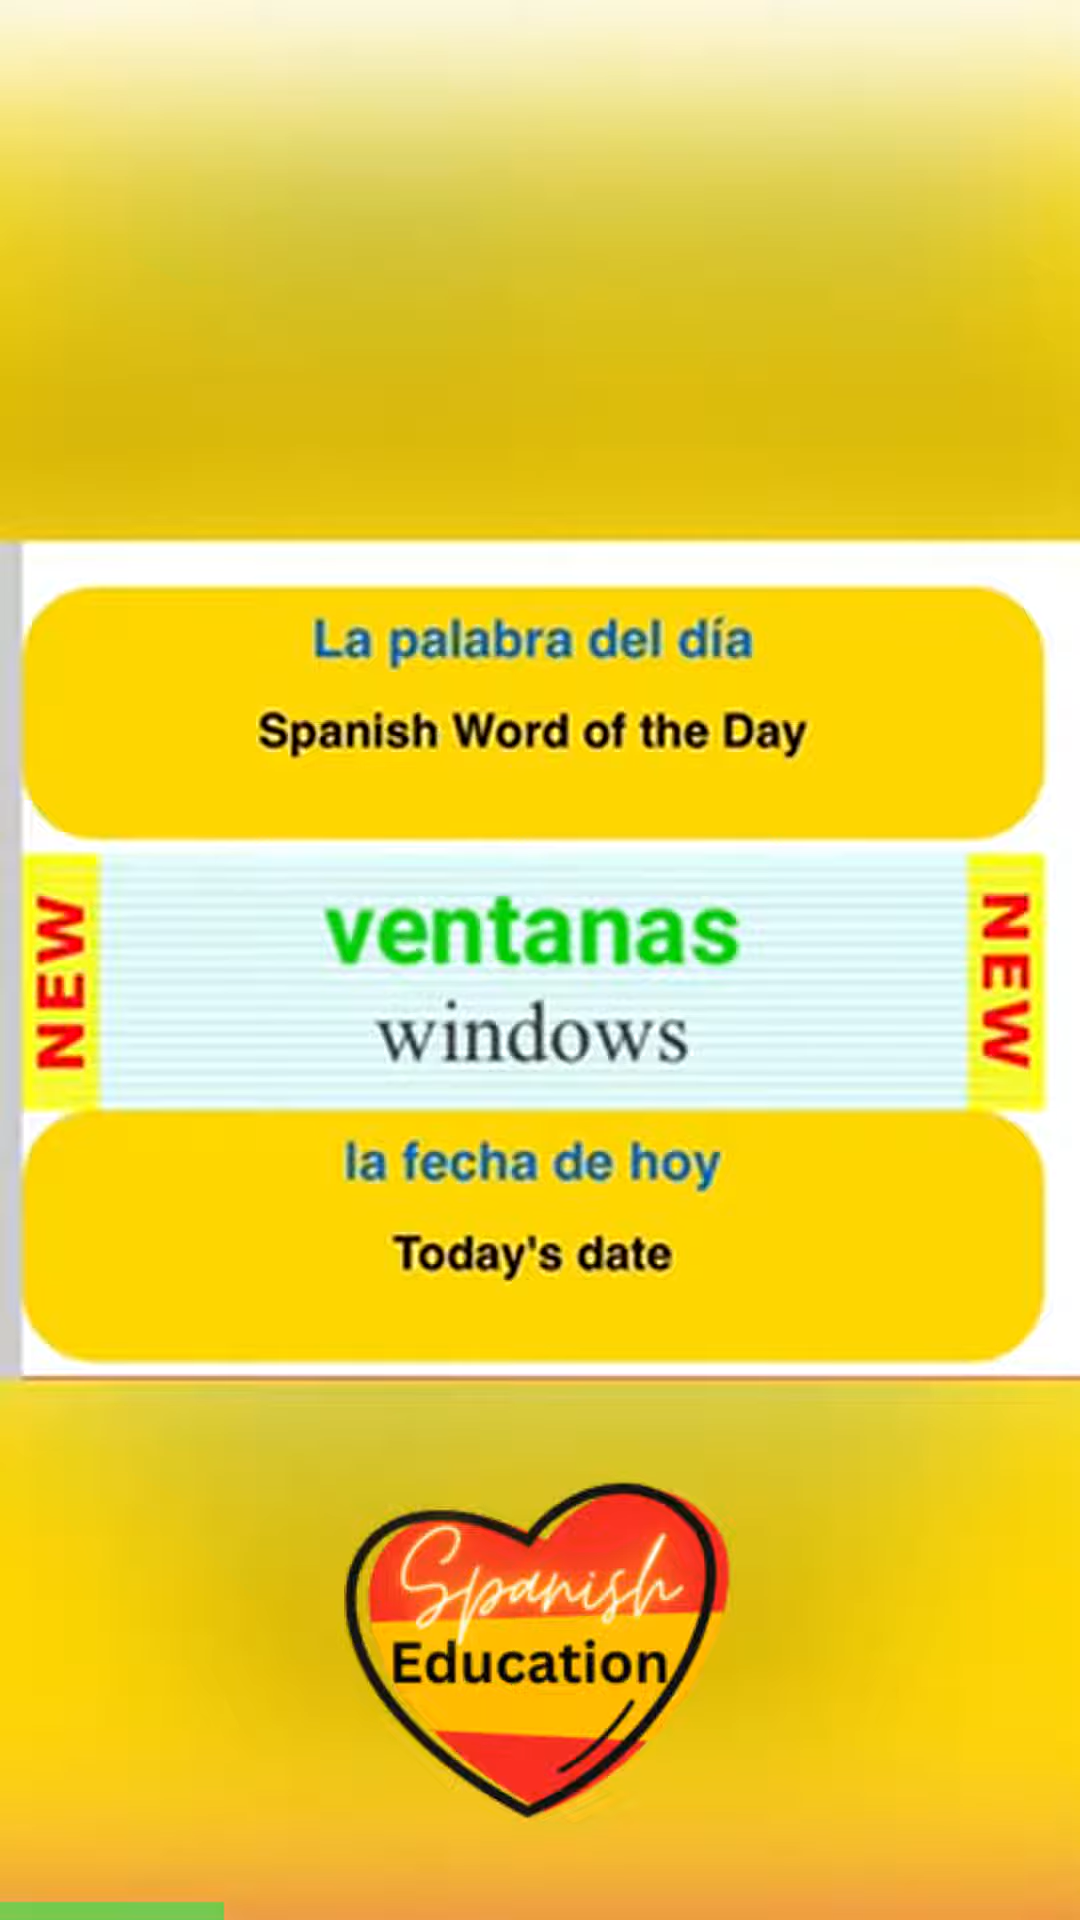 La palabra del día
Spanish Word of the Day
NEW
ventanas
windows
NEW
la fecha de hoy
Today's date
Spanish
Education